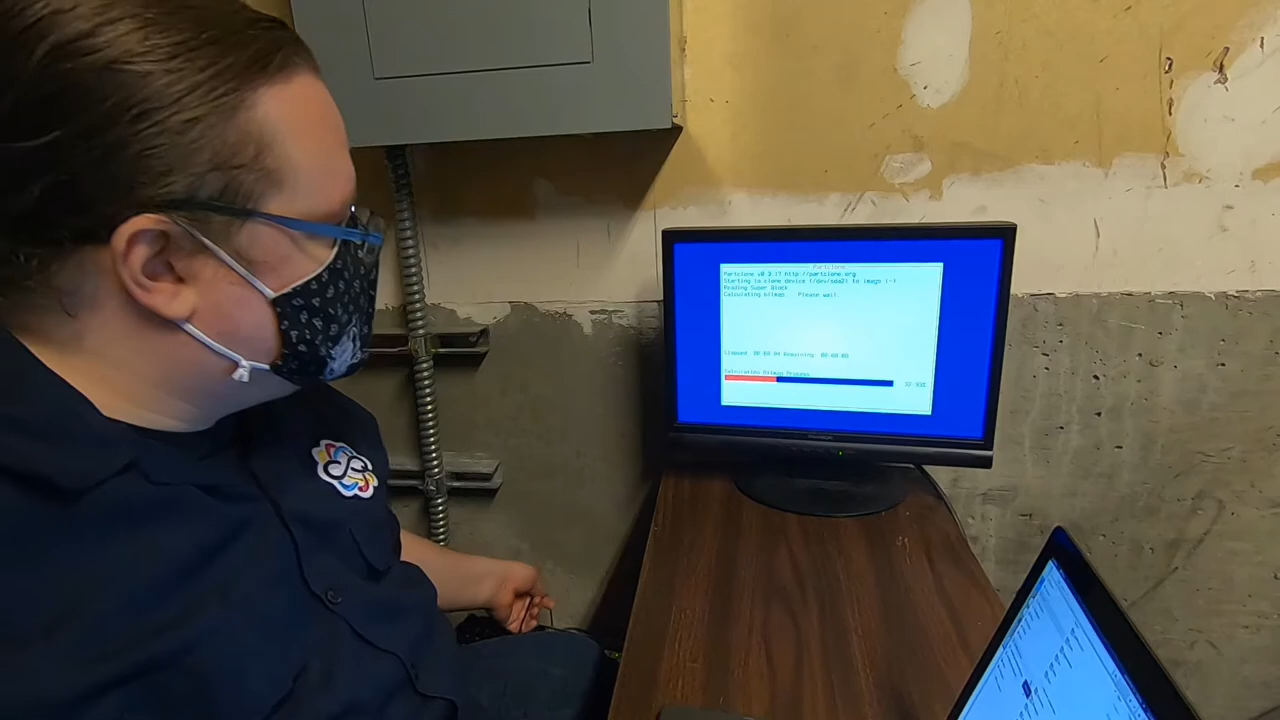 Partclone
Partclone v0.3.17 http://partclone.org
Starting to clone device (/dev/sda2) to image (-)
Reading Super Block
Calculating bitmap... Please wait...
Elapsed: 00:00:04 Remaining: 00:00:00
Calculating Bitmap Process: